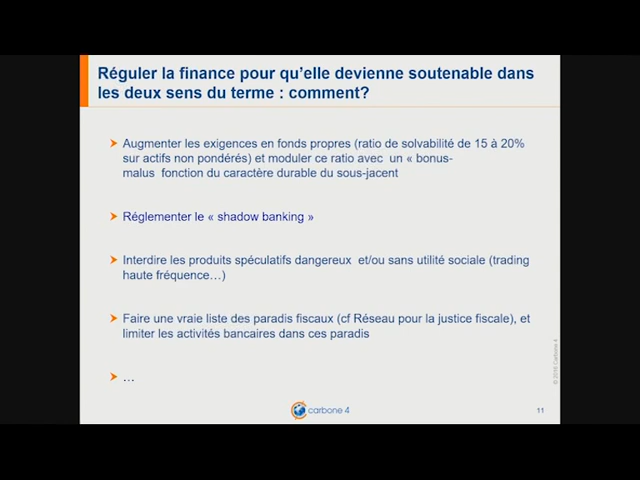 Réguler la finance pour qu'elle devienne soutenable dans
les deux sens du terme : comment?
Augmenter les exigences en fonds propres (ratio de solvabilité de 15 à 20%
sur actifs non pondérés) et moduler ce ratio avec un « bonus-
malus fonction du caractère durable du sous-jacent
Réglementer le « shadow banking »
Interdire les produits spéculatifs dangereux et/ou sans utilité sociale (trading
haute fréquence…)
Faire une vraie liste des paradis fiscaux (cf Réseau pour la justice fiscale), et
limiter les activités bancaires dans ces paradis
…
carbone 4
11